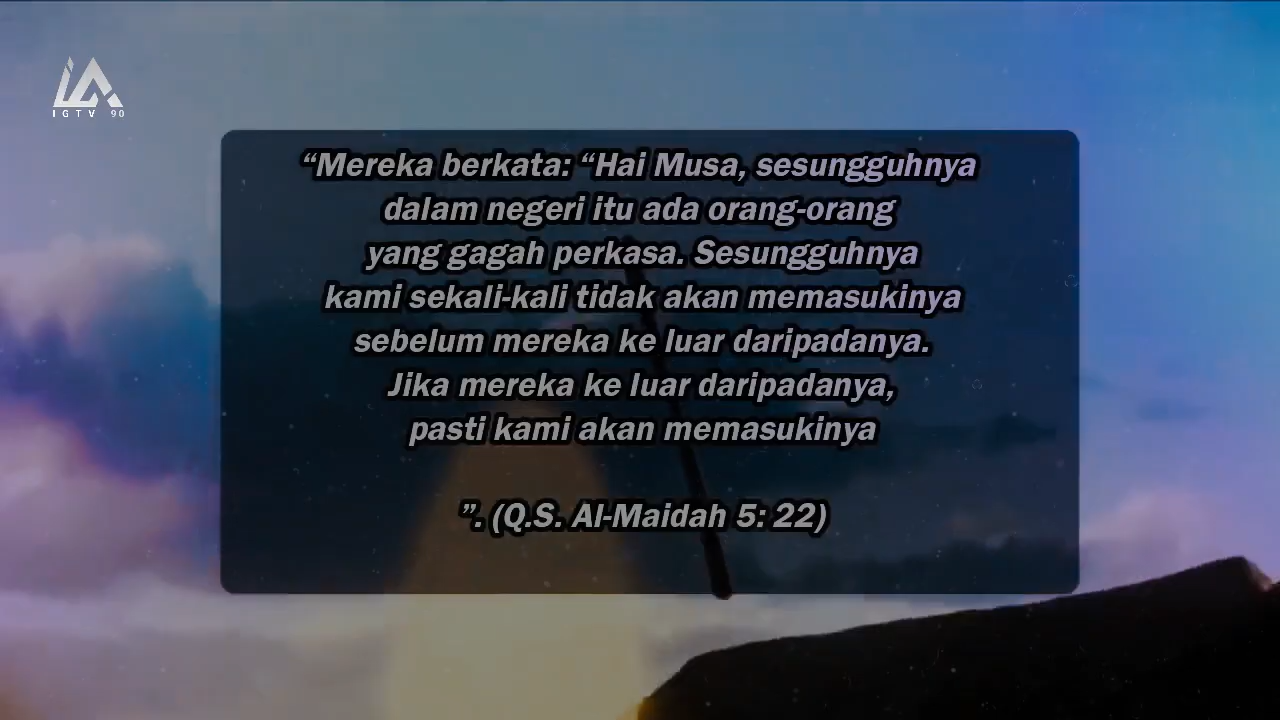 IGTV 90
“Mereka berkata: “Hai Musa, sesungguhnya
dalam negeri itu ada orang-orang
yang gagah perkasa. Sesungguhnya
kami sekali-kali tidak akan memasukinya
sebelum mereka ke luar daripadanya.
Jika mereka ke luar daripadanya,
pasti kami akan memasukinya
”. (Q.S. Al-Maidah 5: 22)